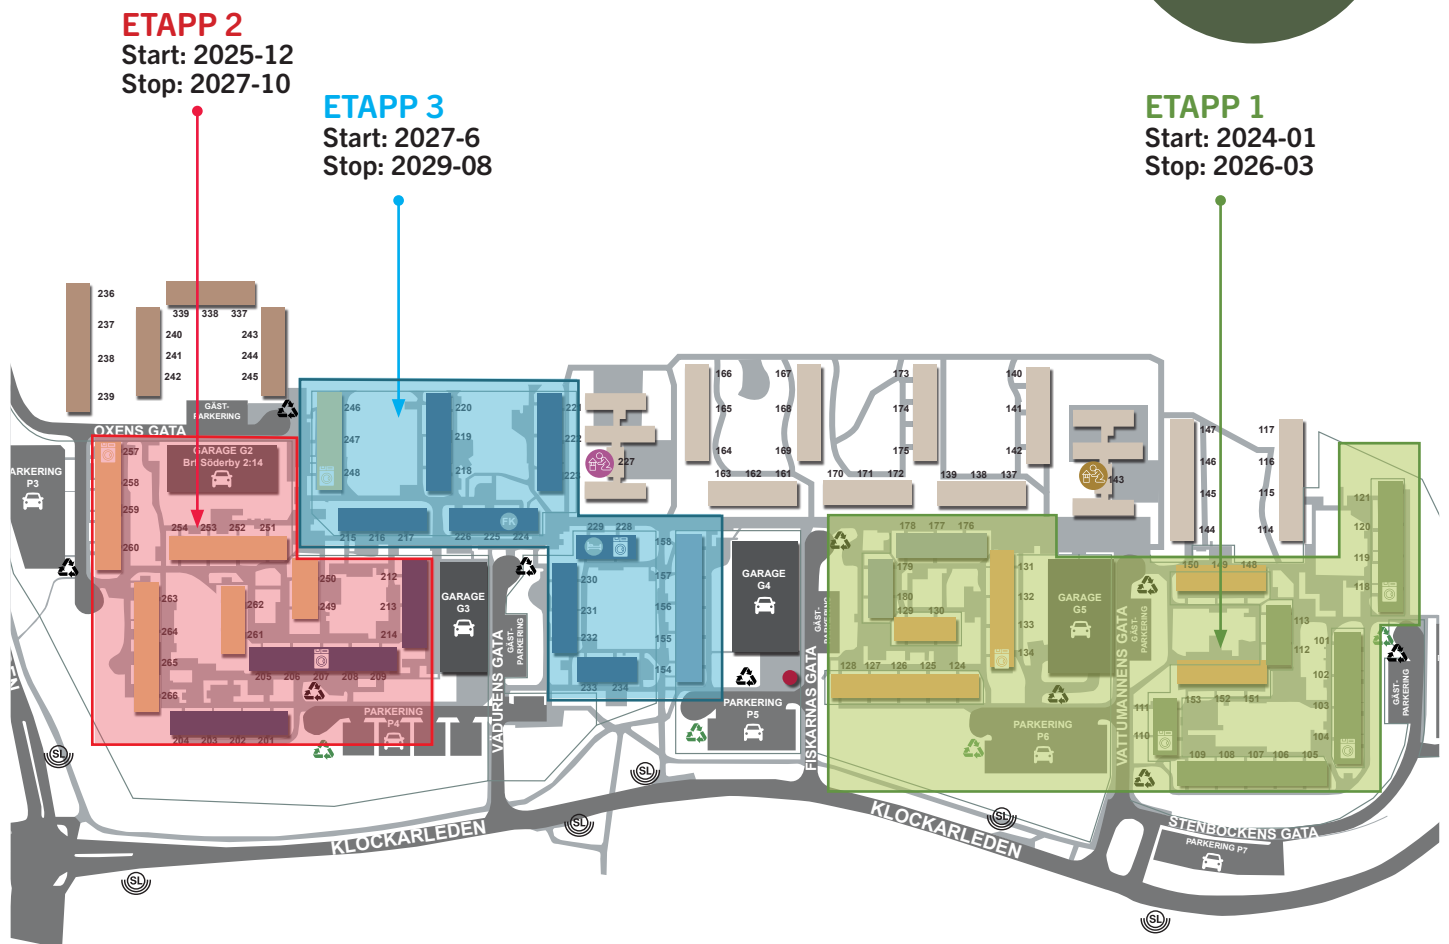 ETAPP 2
Start: 2025-12
Stop: 2027-10
ETAPP 3
Start: 2027-6
Stop: 2029-08
ETAPP 1
Start: 2024-01
Stop: 2026-03
236
237
238
239
339 338 337
240
241
242
243
244
245
GÄST-
PARKERING
OXENS GATA
PARKERING
P3
GARAGE G2
Brf Söderby 2:14
257
258
259
260
254 253 252 251
263
264
265
266
262
261
250
249
212
213
214
205 206 207 208 209
204 203 202 201
PARKERING
P4
246
247
248
220
219
218
221
222
223
215 216 217
226 225 224
FK
227
229 228
230
231
232
233 234
158
157
156
155
154
GARAGE
G3
VÄDURENS GATA
GÄST-
PARKERING
166
165
164
167
168
169
163 162 161
173
174
175
170 171 172
140
141
142
139 138 137
143
GARAGE
G4
GÄST-
PARKERING
FISKARNAS GATA
PARKERING
P5
178 177 176
179
180
129 130
131
132
133
134
128 127 126 125 124
GARAGE
G5
PARKERING
P6
VATTUMANNENS GATA
GÄST-
PARKERING
147
146
145
144
117
116
115
114
121
120
119
118
150 149 148
113
112
153 152 151
111
110
109 108 107 106 105
101
102
103
104
GÄST-
PARKERING
KLOCKARLEDEN
KLOCKARLEDEN
STENBOCKENS GATA
PARKERING P7
SL
SL
SL
SL
SL
SL